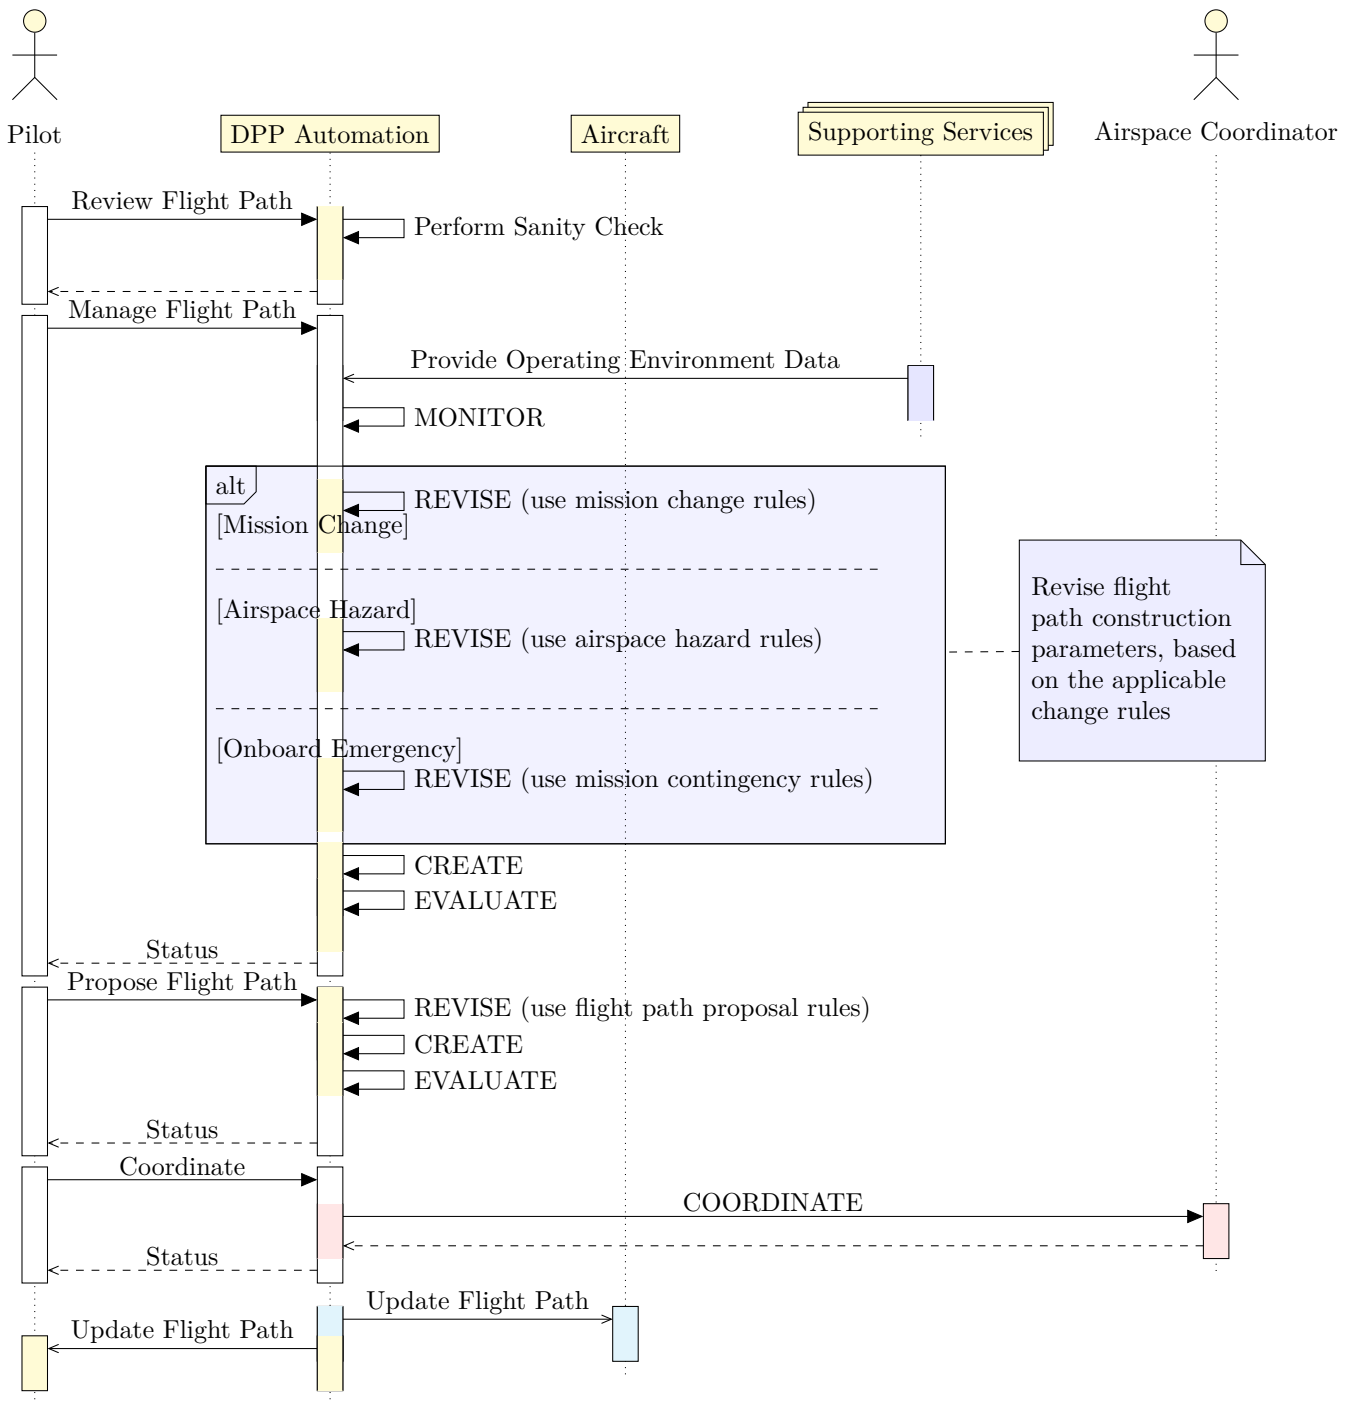 Pilot
DPP Automation
Aircraft
Supporting Services
Airspace Coordinator
Review Flight Path
Perform Sanity Check
Manage Flight Path
Provide Operating Environment Data
MONITOR
alt
REVISE (use mission change rules)
[Mission Change]
[Airspace Hazard]
REVISE (use airspace hazard rules)
Revise flight
path construction
parameters, based
on the applicable
change rules
[Onboard Emergency]
REVISE (use mission contingency rules)
CREATE
EVALUATE
Status
Propose Flight Path
REVISE (use flight path proposal rules)
CREATE
EVALUATE
Status
Coordinate
COORDINATE
Status
Update Flight Path
Update Flight Path